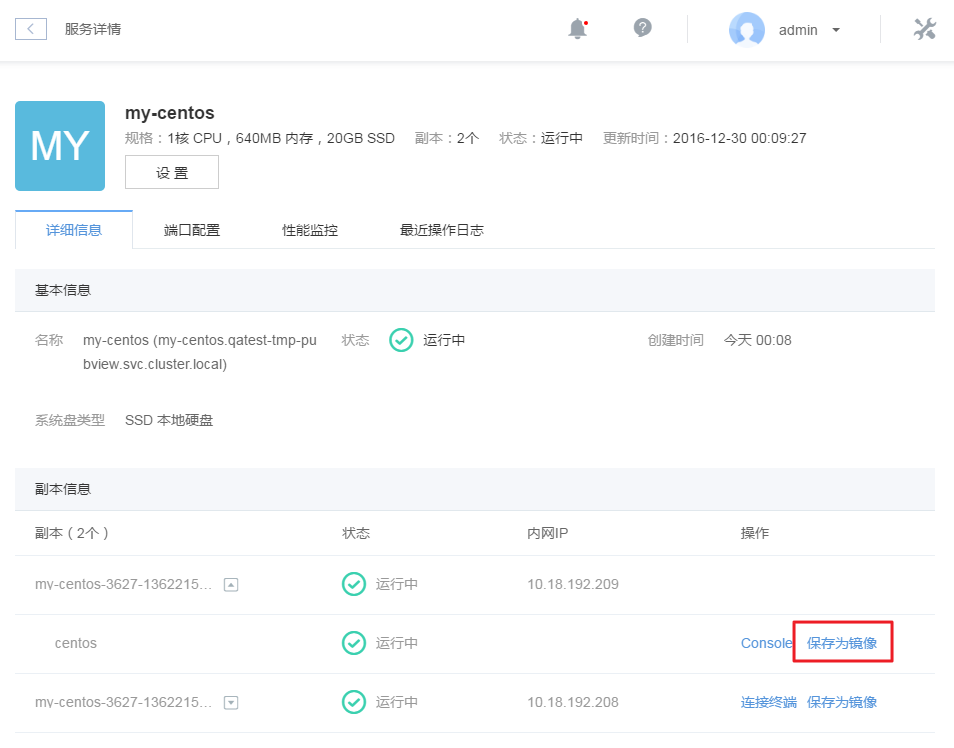 服务详情
? admin
MY
my-centos
规格：1核 CPU，640MB 内存，20GB SSD 副本：2个 状态：运行中 更新时间：2016-12-30 00:09:27
设 置
详细信息 端口配置 性能监控 最近操作日志
基本信息
名称 my-centos (my-centos.qatest-tmp-pu 状态 运行中 创建时间 今天 00:08
bview.svc.cluster.local)
系统盘类型 SSD 本地硬盘
副本信息
副本（2个） 状态 内网IP 操作
my-centos-3627-1362215... 运行中 10.18.192.209
centos 运行中 Console 保存为镜像
my-centos-3627-1362215... 运行中 10.18.192.208 连接终端 保存为镜像